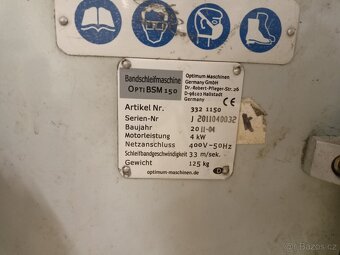 Bandschleifmaschine
OPTI BSM 150
Optimum Maschinen
Germany GmbH
Dr.-Robert-Pfleger-Str. 26
D-96103 Hallstadt
Germany
Artikel Nr. 332 1150
Serien-Nr J 2011040032
Baujahr 2011-04
Motorleistung 4 kW
Netzanschluss 400V~50Hz
Schleifbandgeschwindigkeit 33 m/sek.
Gewicht 125 kg
optimum-maschinen.de
D
Bazoš.cz